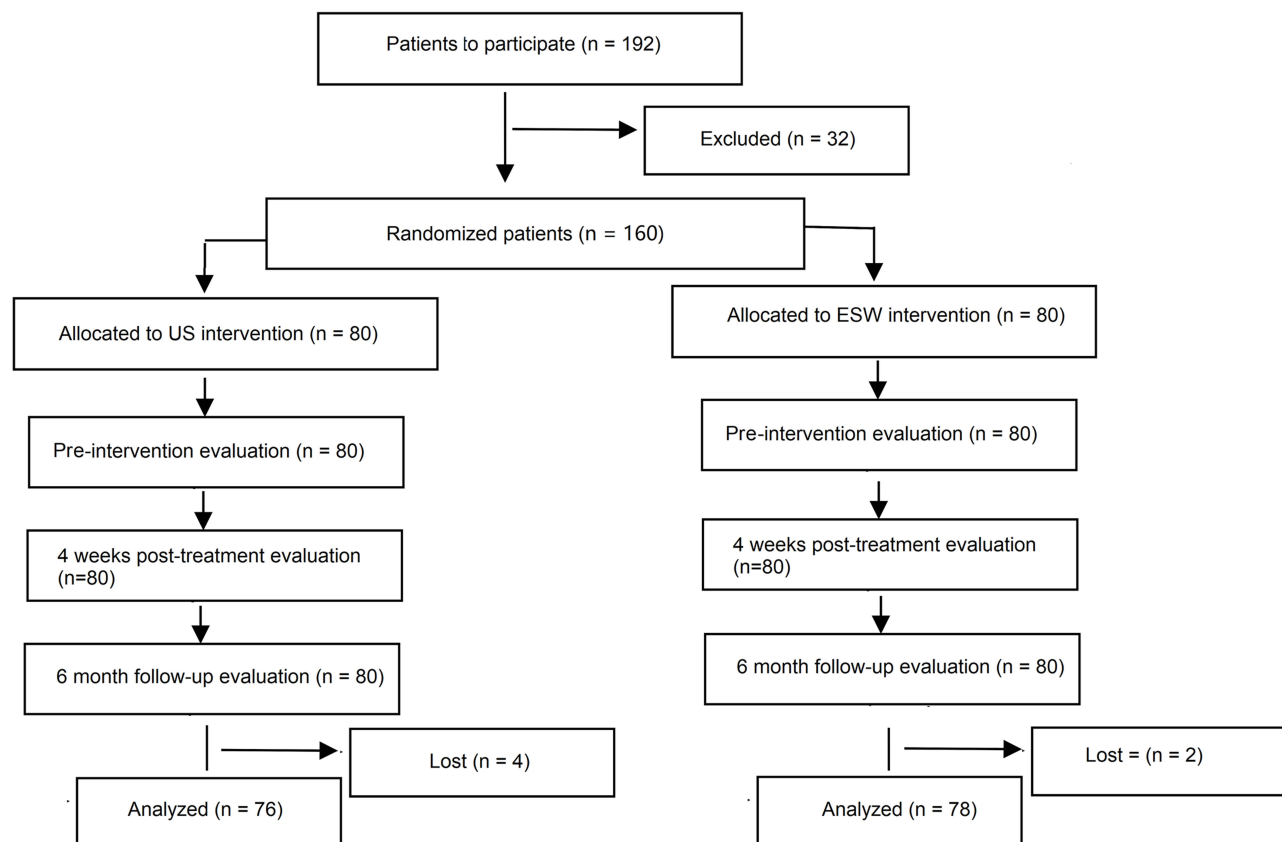 Patients to participate (n = 192)
Excluded (n = 32)
Randomized patients (n = 160)
Allocated to US intervention (n = 80)
Pre-intervention evaluation (n = 80)
4 weeks post-treatment evaluation
(n=80)
6 month follow-up evaluation (n = 80)
Lost (n = 4)
Analyzed (n = 76)
Allocated to ESW intervention (n = 80)
Pre-intervention evaluation (n = 80)
4 weeks post-treatment evaluation
(n=80)
6 month follow-up evaluation (n = 80)
Lost = (n = 2)
Analyzed (n = 78)